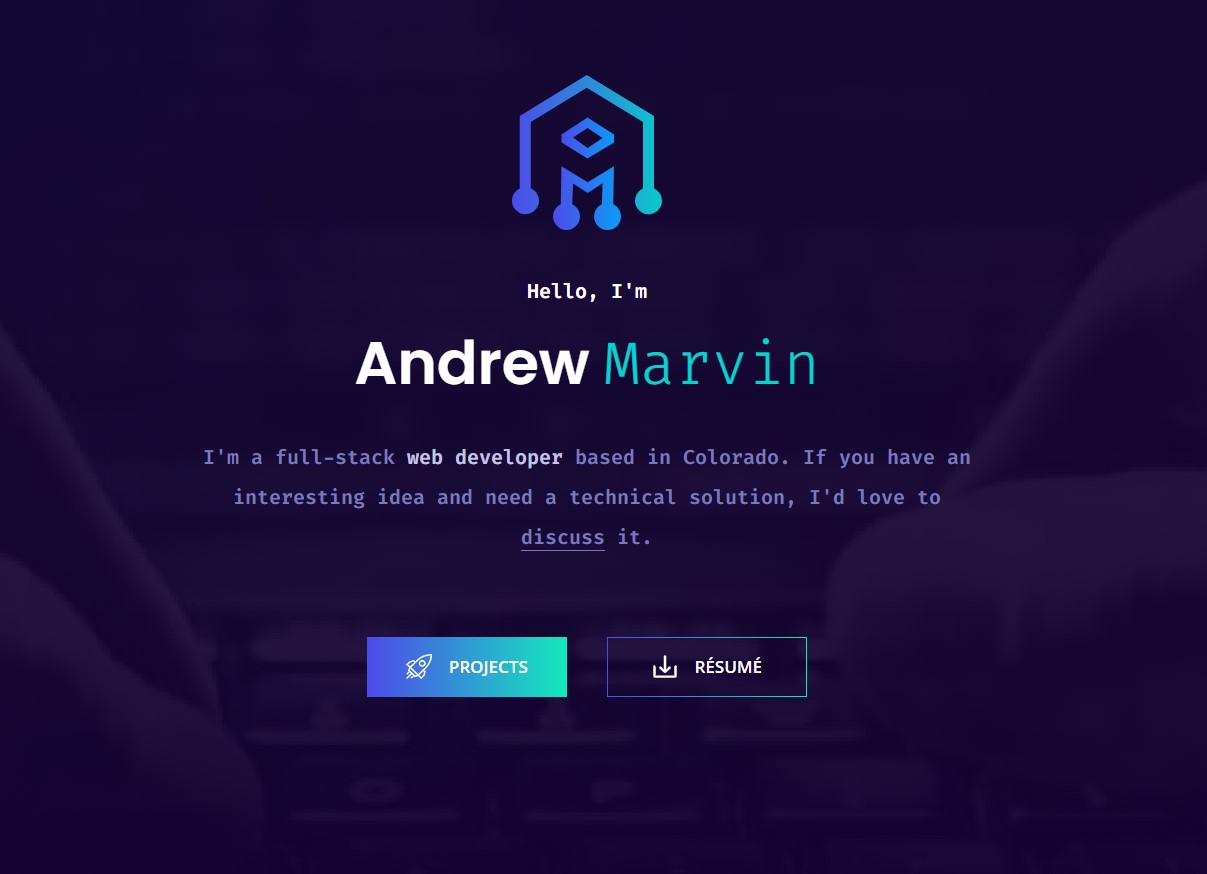 Hello, I'm
Andrew Marvin
I'm a full-stack web developer based in Colorado. If you have an
interesting idea and need a technical solution, I'd love to
discuss it.
PROJECTS
RÉSUMÉ